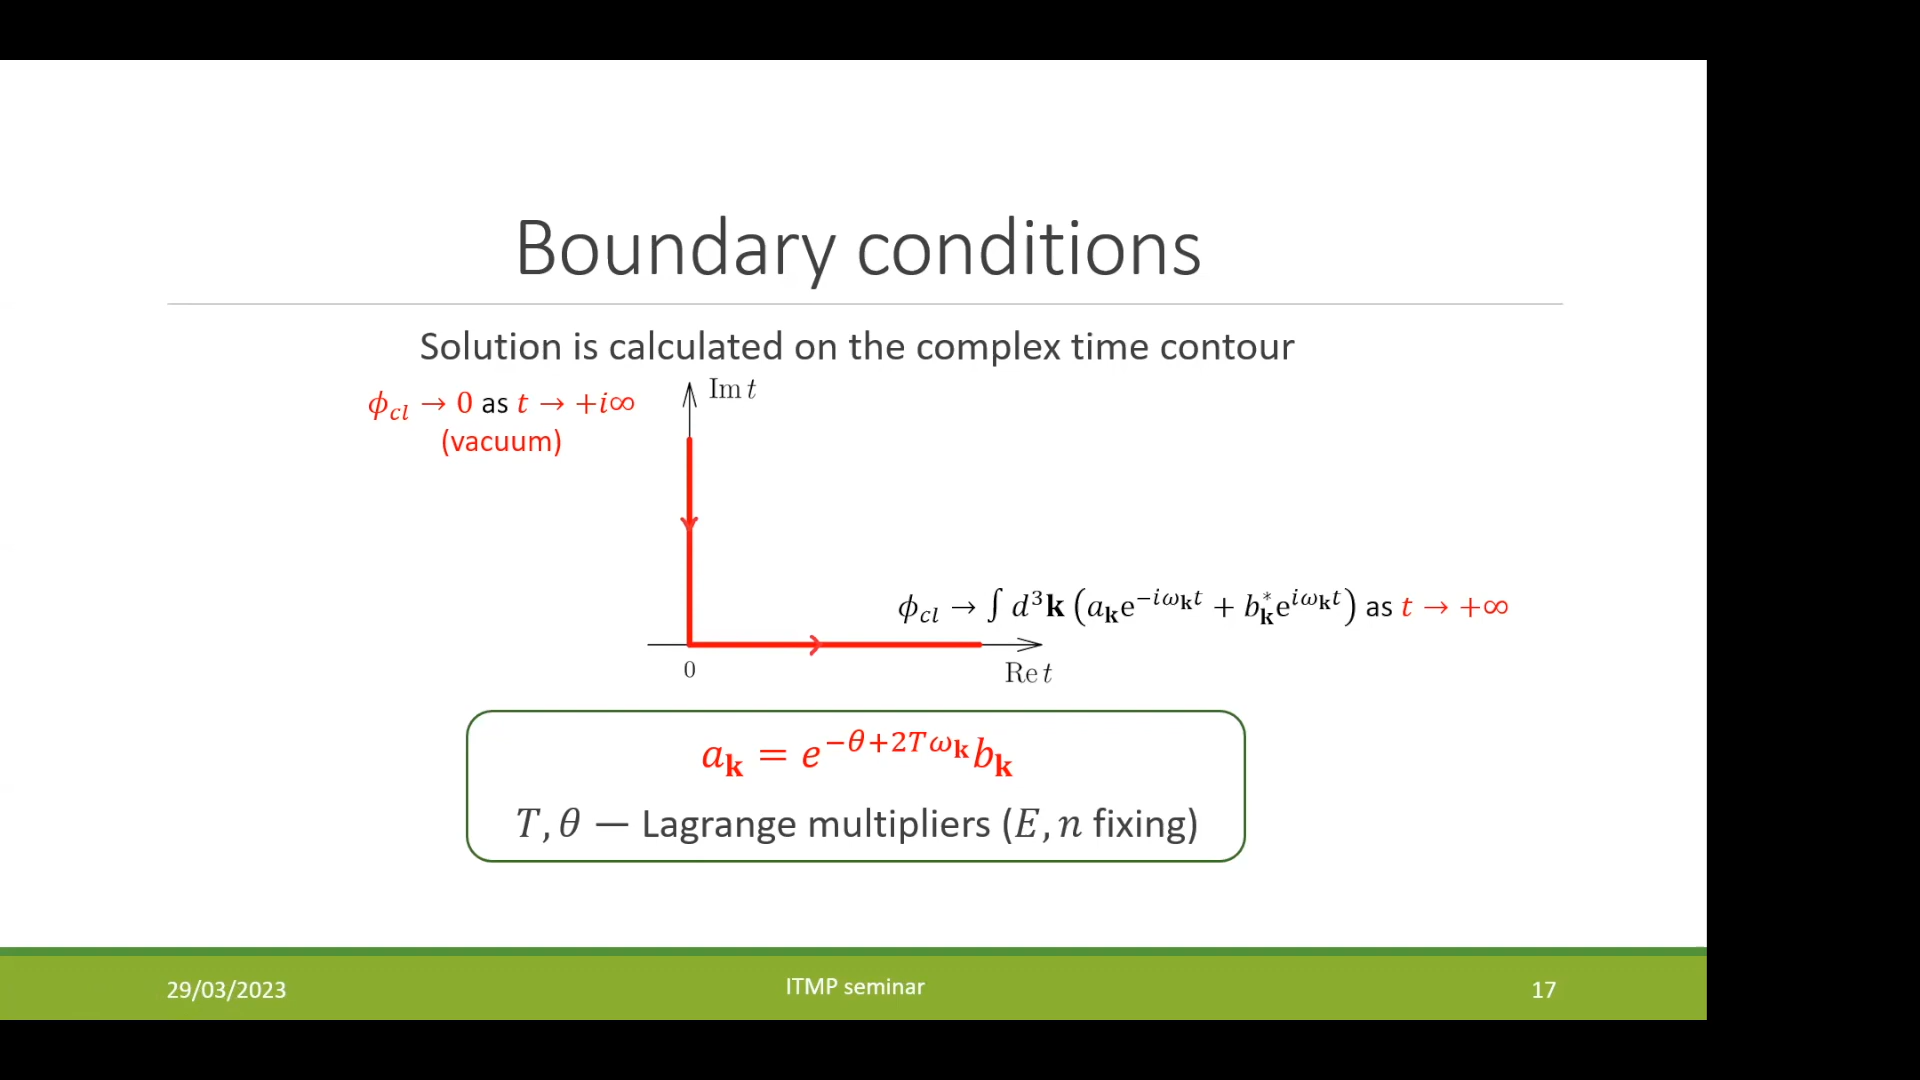 Boundary conditions
Solution is calculated on the complex time contour
ϕ_cl → 0 as t → +i∞
(vacuum)
Im t
ϕ_cl → ∫ d³𝐤 (a_𝐤 e^{−iω_𝐤 t} + b_𝐤^* e^{iω_𝐤 t}) as t → +∞
0
Re t
a_𝐤 = e^{−θ+2Tω_𝐤} b_𝐤
T, θ — Lagrange multipliers (E, n fixing)
29/03/2023
ITMP seminar
17